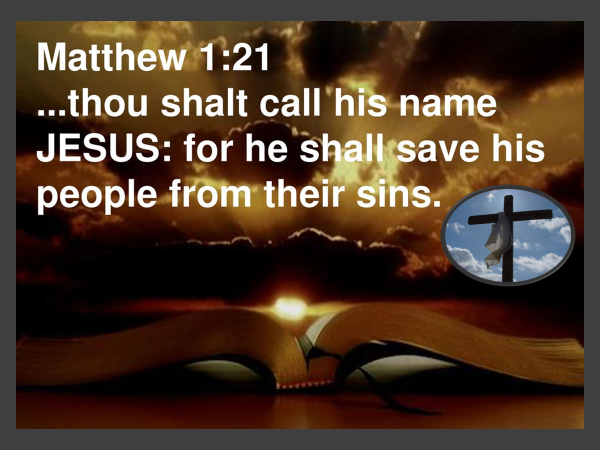 Matthew 1:21
...thou shalt call his name
JESUS: for he shall save his
people from their sins.